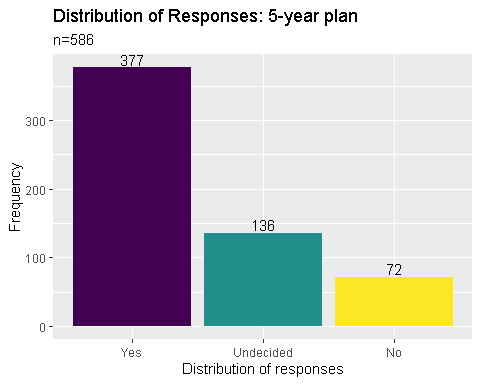 Distribution of Responses: 5-year plan
n=586
377
136
72
Frequency
300
200
100
0
Yes Undecided No
Distribution of responses